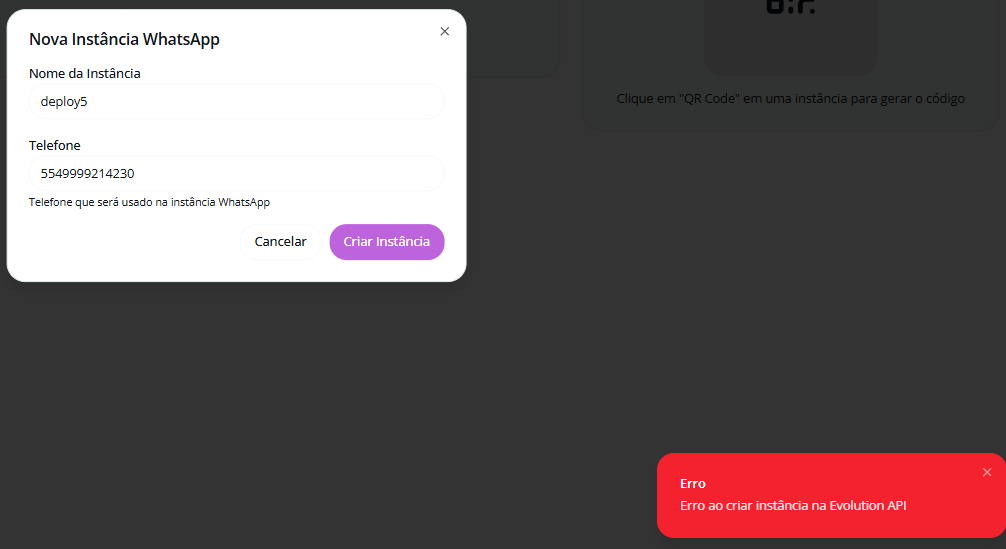 Nova Instância WhatsApp
Nome da Instância
deploy5
Telefone
5549999214230
Telefone que será usado na instância WhatsApp
Cancelar
Criar Instância
Clique em "QR Code" em uma instância para gerar o código
Erro
Erro ao criar instância na Evolution API